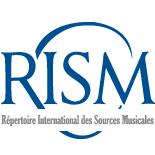 RISM
Répertoire International des Sources Musicales